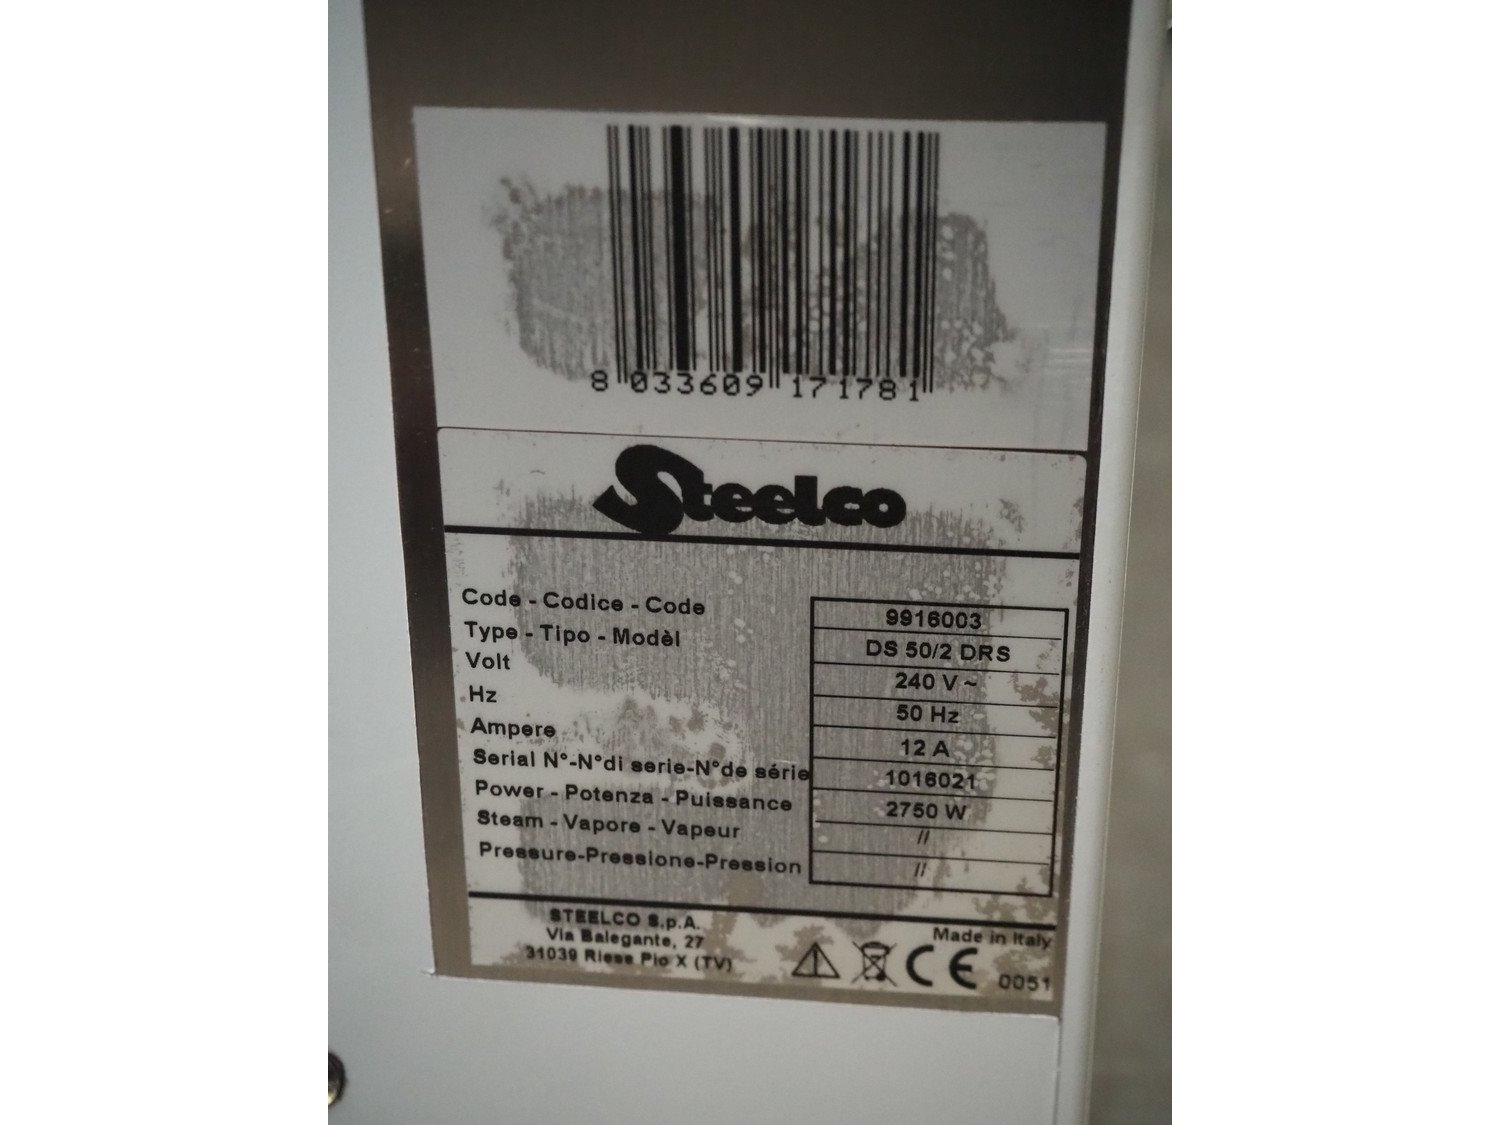 8 033609 171781
Steelco
Code - Codice - Code 9916003
Type - Tipo - Modèl DS 50/2 DRS
Volt 240 V ~
Hz 50 Hz
Ampere 12 A
Serial N°-N°di serie-N°de série 1016021
Power - Potenza - Puissance 2750 W
Steam - Vapore - Vapeur //
Pressure-Pressione-Pression //
STEELCO S.p.A.
Via Balegante, 27
31039 Riese Pio X (TV)
Made in Italy
CE 0051